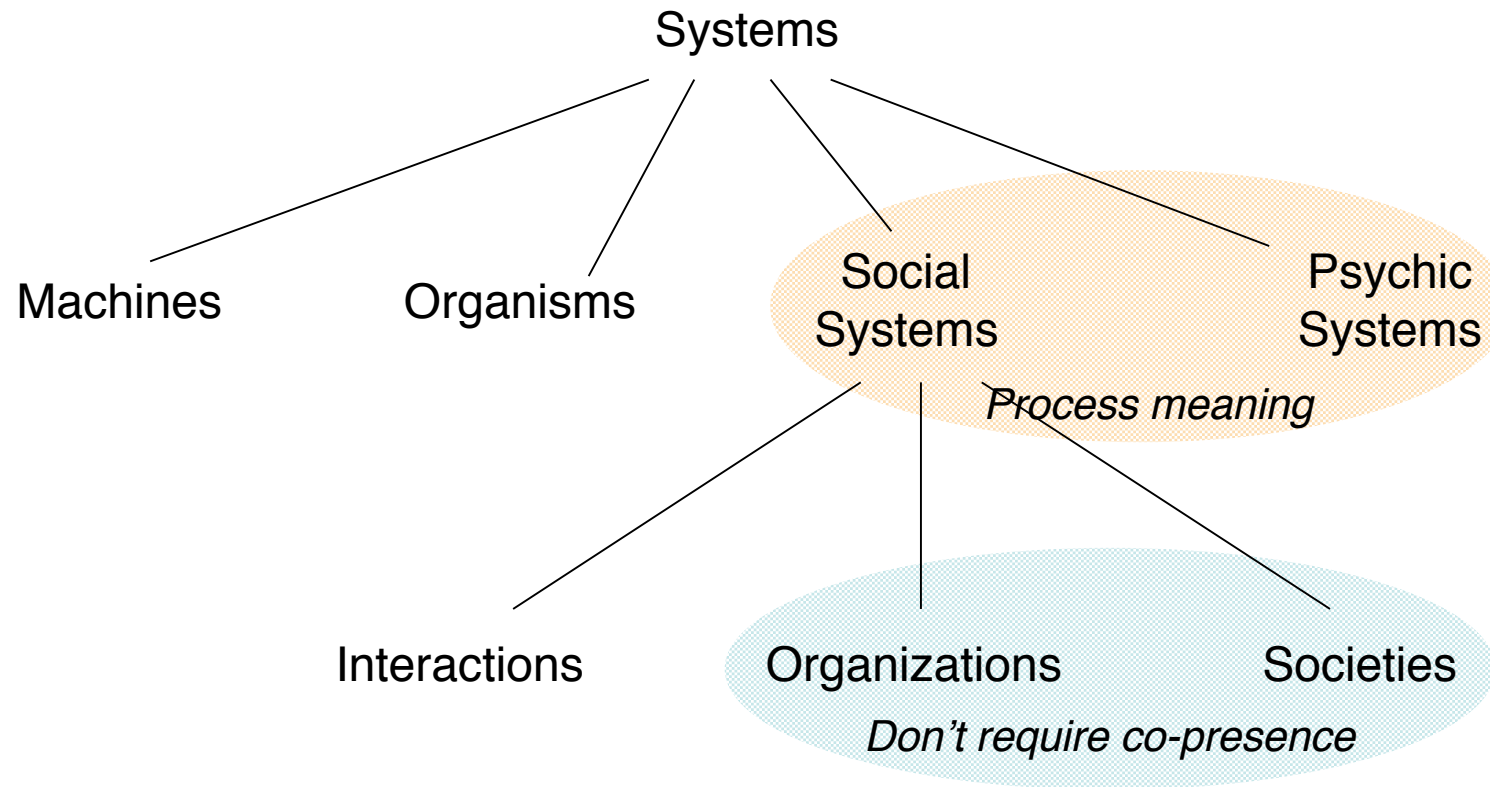 Systems
Machines
Organisms
Social
Systems
Psychic
Systems
Process meaning
Interactions
Organizations
Societies
Don't require co-presence